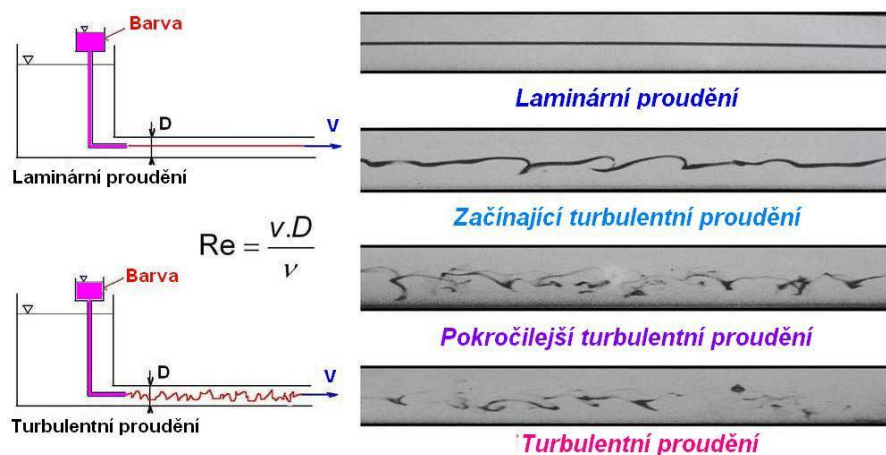 Barva
D
V
Laminární proudění
Re = v.D / ν
Barva
D
V
Turbulentní proudění
Laminární proudění
Začínající turbulentní proudění
Pokročilejší turbulentní proudění
Turbulentní proudění